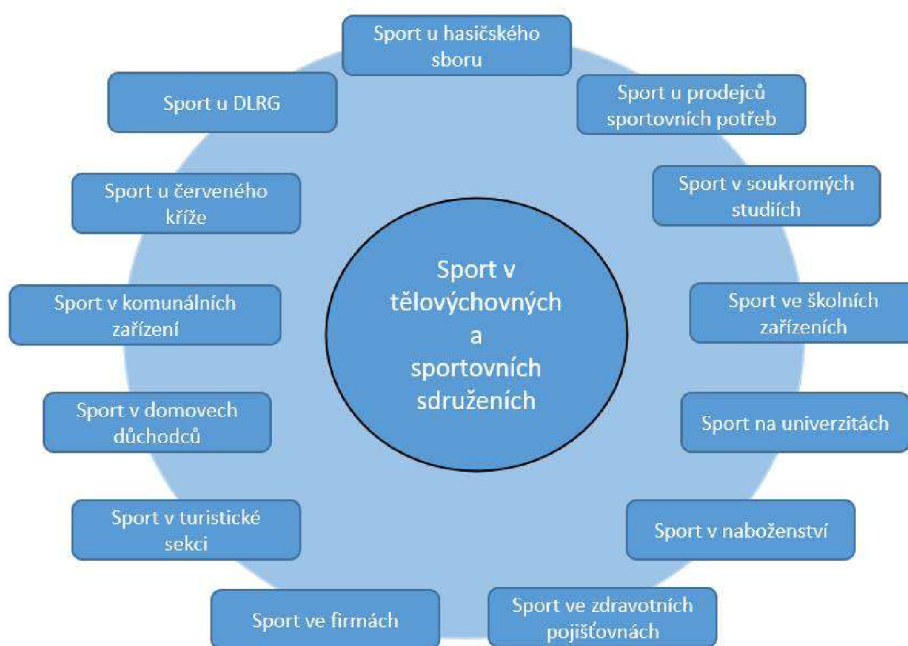 Sport u hasičského
sboru
Sport u DLRG
Sport u prodejců
sportovních potřeb
Sport u červeného
kříže
Sport v soukromých
studiích
Sport v
tělovýchovných
a
sportovních
sdruženích
Sport v komunálních
zařízení
Sport ve školních
zařízeních
Sport v domovech
důchodců
Sport na univerzitách
Sport v turistické
sekci
Sport v naboženství
Sport ve firmách
Sport ve zdravotních
pojišťovnách